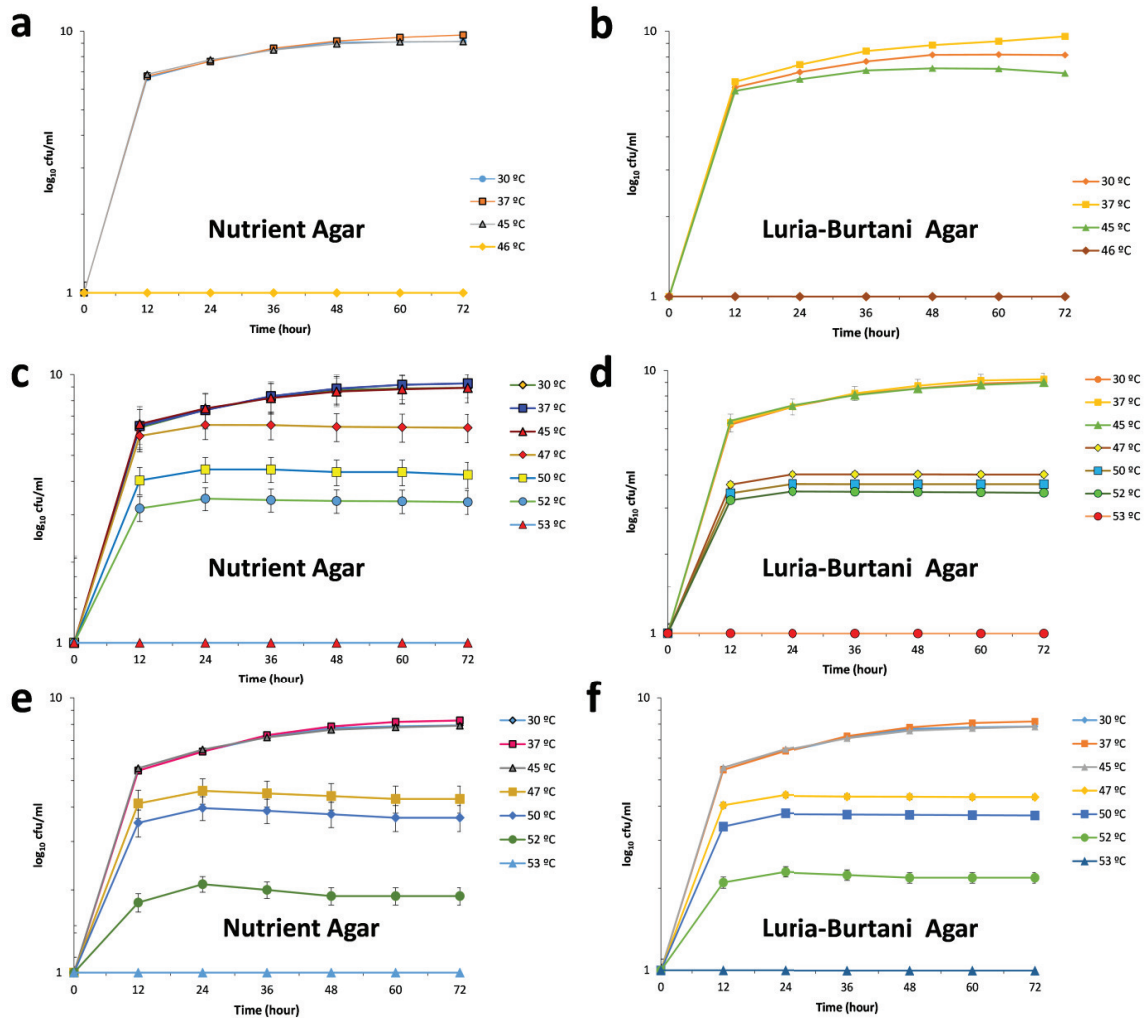 a
10
log10 cfu/ml
1
0 12 24 36 48 60 72
Time (hour)
30 ºC
37 ºC
45 ºC
46 ºC
Nutrient Agar
b
10
log10 cfu/ml
1
0 12 24 36 48 60 72
Time (hour)
30 ºC
37 ºC
45 ºC
46 ºC
Luria-Burtani Agar
c
10
log10 cfu/ml
1
0 12 24 36 48 60 72
Time (hour)
30 ºC
37 ºC
45 ºC
47 ºC
50 ºC
52 ºC
53 ºC
Nutrient Agar
d
10
log10 cfu/ml
1
0 12 24 36 48 60 72
Time (hour)
30 ºC
37 ºC
45 ºC
47 ºC
50 ºC
52 ºC
53 ºC
Luria-Burtani Agar
e
10
log10 cfu/ml
1
0 12 24 36 48 60 72
Time (hour)
30 ºC
37 ºC
45 ºC
47 ºC
50 ºC
52 ºC
53 ºC
Nutrient Agar
f
10
log10 cfu/ml
1
0 12 24 36 48 60 72
Time (hour)
30 ºC
37 ºC
45 ºC
47 ºC
50 ºC
52 ºC
53 ºC
Luria-Burtani Agar